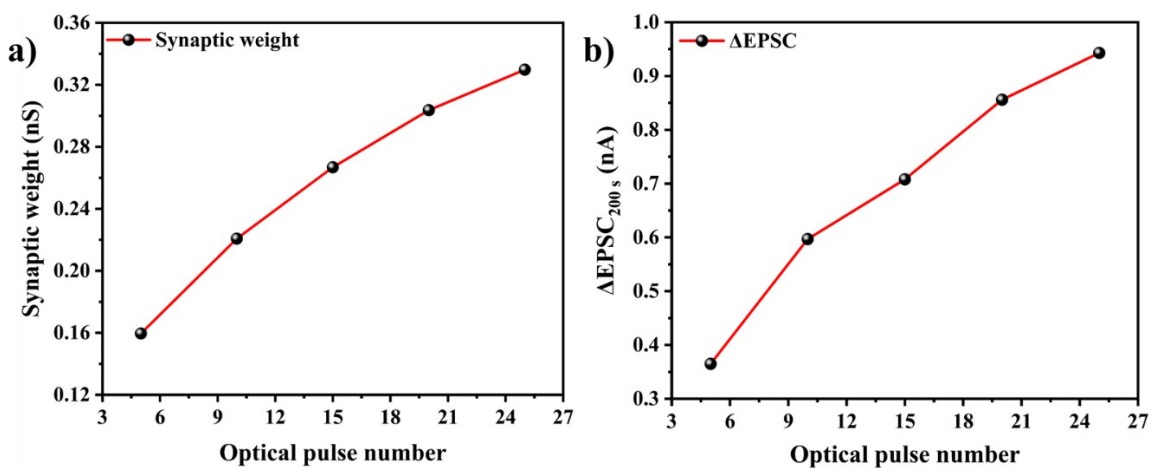 a)
Synaptic weight
Synaptic weight (nS)
0.36
0.32
0.28
0.24
0.20
0.16
0.12
3 6 9 12 15 18 21 24 27
Optical pulse number
b)
ΔEPSC
ΔEPSC200 s (nA)
1.0
0.9
0.8
0.7
0.6
0.5
0.4
0.3
3 6 9 12 15 18 21 24 27
Optical pulse number